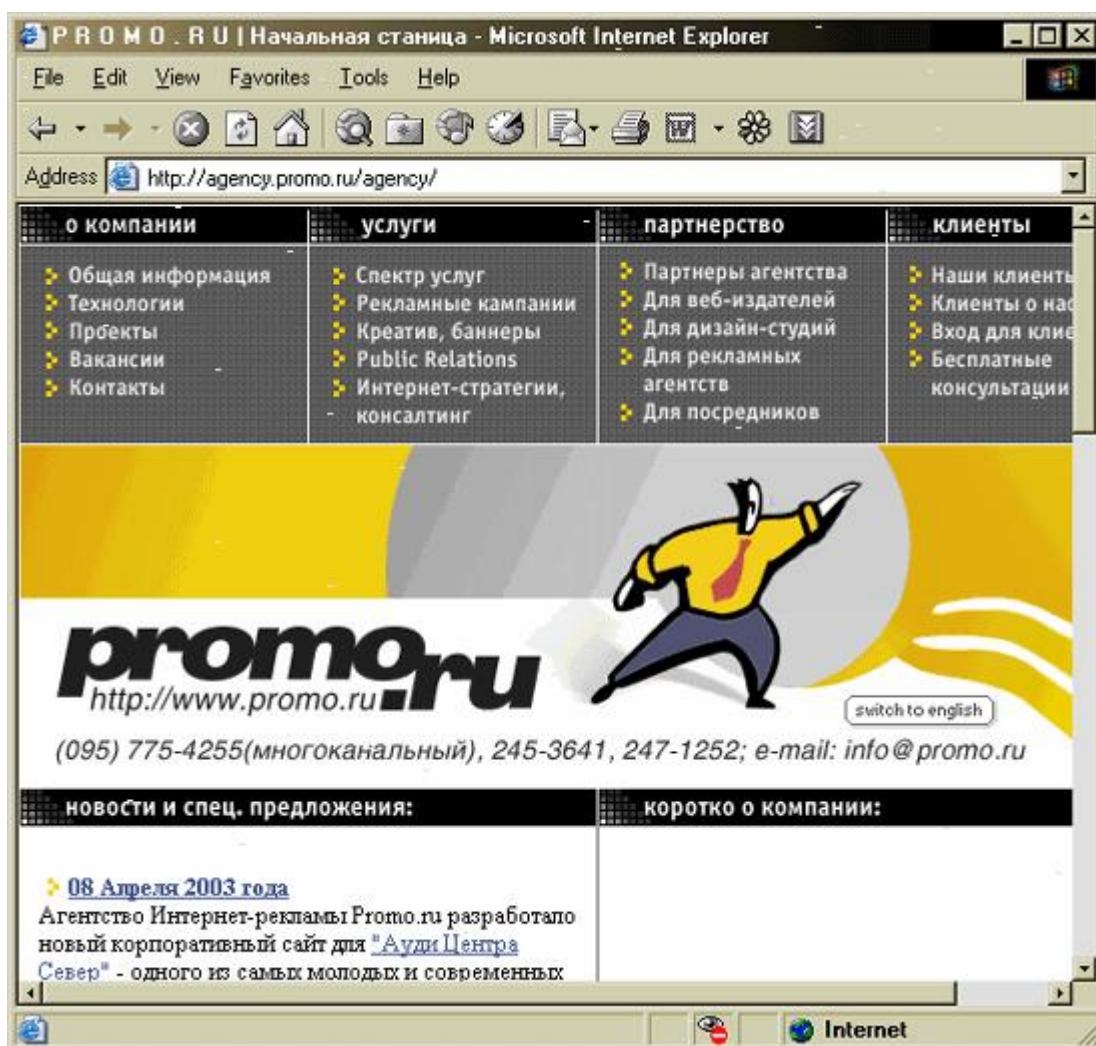 P R O M O . R U | Начальная станица - Microsoft Internet Explorer
File Edit View Favorites Tools Help
Address http://agency.promo.ru/agency/
о компании
Общая информация
Технологии
Проекты
Вакансии
Контакты
услуги
Спектр услуг
Рекламные кампании
Креатив, баннеры
Public Relations
Интернет-стратегии,
консалтинг
партнерство
Партнеры агентства
Для веб-издателей
Для дизайн-студий
Для рекламных
агентств
Для посредников
клиенты
Наши клиенты
Клиенты о нас
Вход для клие
Бесплатные
консультации
promo.ru
http://www.promo.ru
switch to english
(095) 775-4255(многоканальный), 245-3641, 247-1252; e-mail: info@promo.ru
новости и спец. предложения:
08 Апреля 2003 года
Агентство Интернет-рекламы Promo.ru разработало
новый корпоративный сайт для "Ауди Центра
Север" - одного из самых молодых и современных
коротко о компании:
Internet